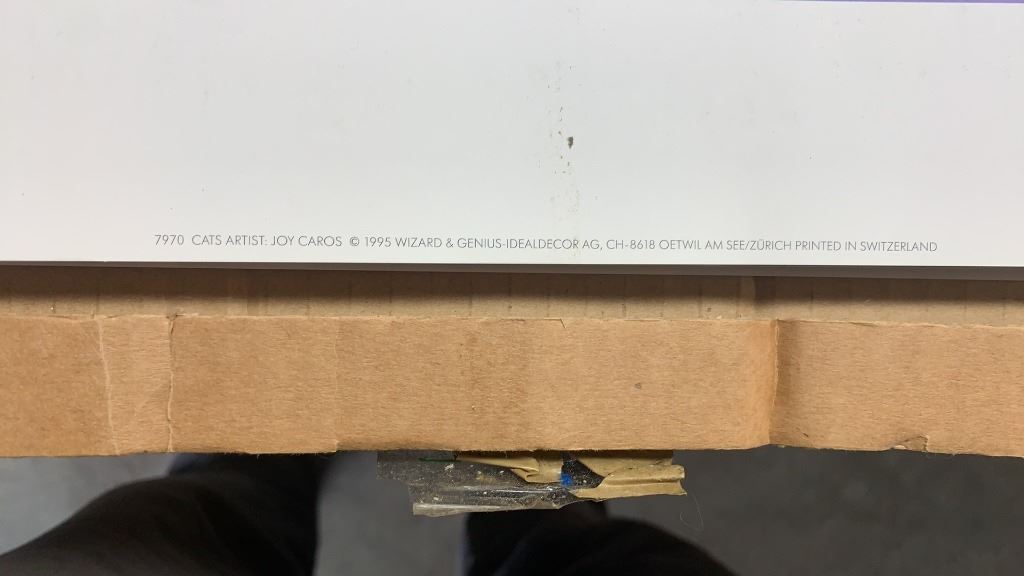 7970 CATS ARTIST: JOY CAROS © 1995 WIZARD & GENIUS-IDEALDECOR AG, CH-8618 OETWIL AM SEE/ZÜRICH PRINTED IN SWITZERLAND